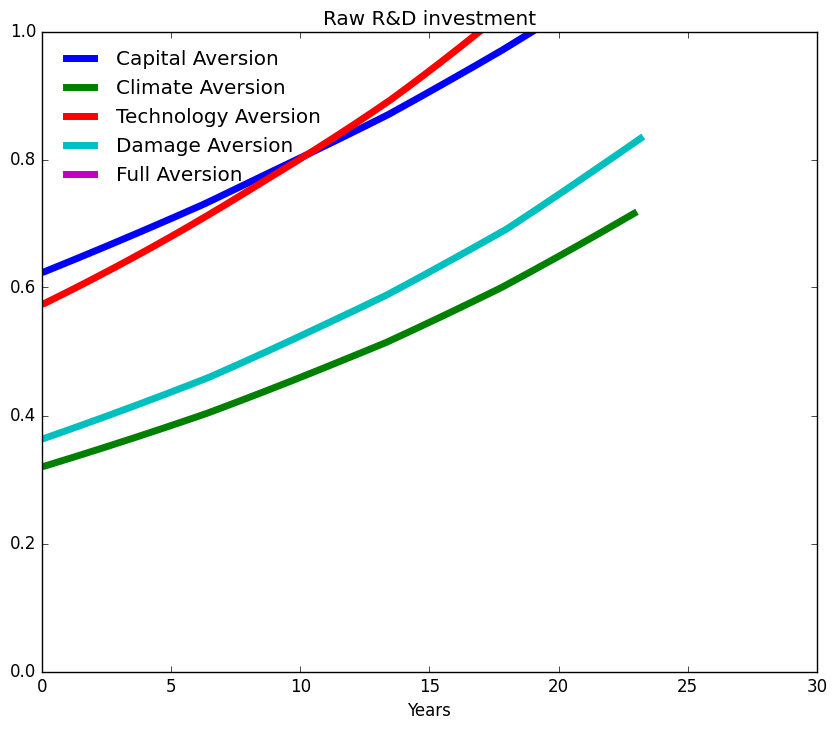 Raw R&D investment
1.0
0.8
0.6
0.4
0.2
0.0
Capital Aversion
Climate Aversion
Technology Aversion
Damage Aversion
Full Aversion
0 5 10 15 20 25 30
Years